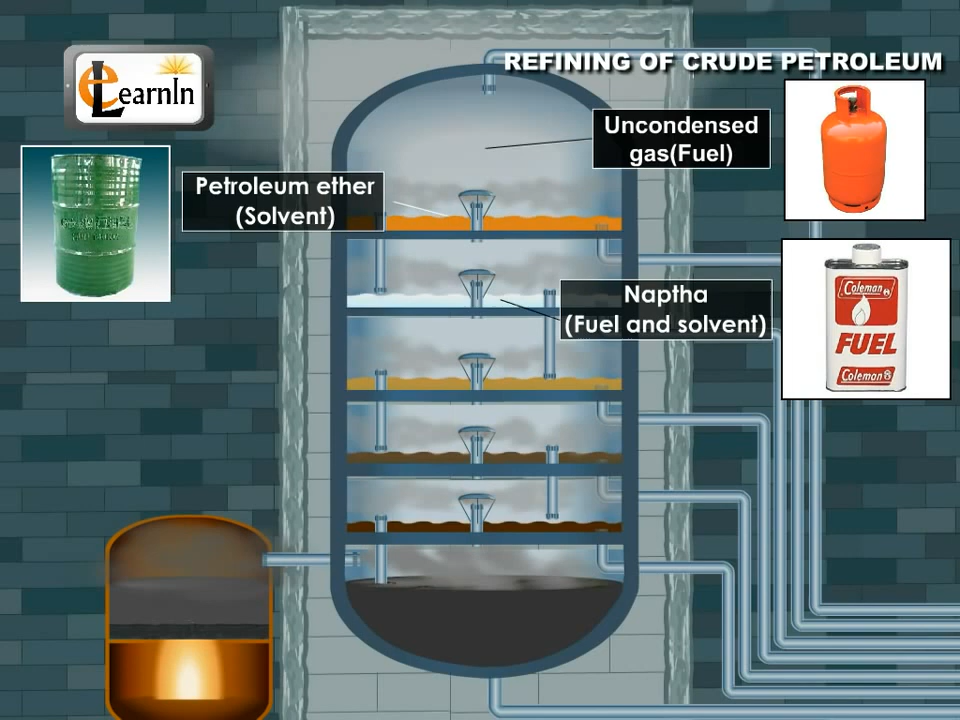 REFINING OF CRUDE PETROLEUM
eLearnIn
Uncondensed
gas(Fuel)
Petroleum ether
(Solvent)
Naptha
(Fuel and solvent)
Coleman
FUEL
Coleman